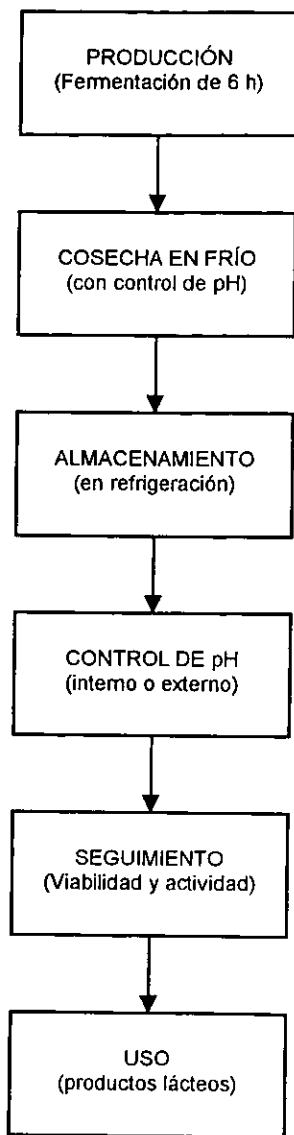 PRODUCCIÓN
(Fermentación de 6 h)
COSECHA EN FRÍO
(con control de pH)
ALMACENAMIENTO
(en refrigeración)
CONTROL DE pH
(interno o externo)
SEGUIMIENTO
(Viabilidad y actividad)
USO
(productos lácteos)